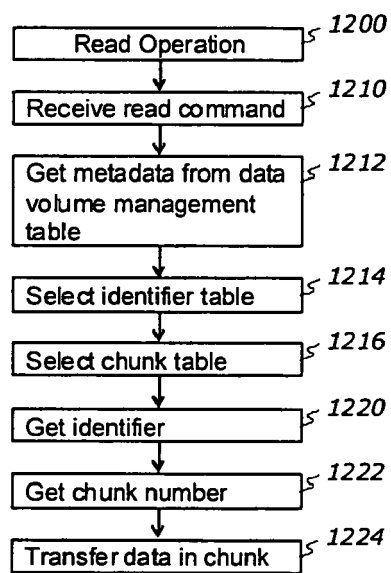 Read Operation
1200
Receive read command
1210
Get metadata from data
volume management
table
1212
Select identifier table
1214
Select chunk table
1216
Get identifier
1220
Get chunk number
1222
Transfer data in chunk
1224